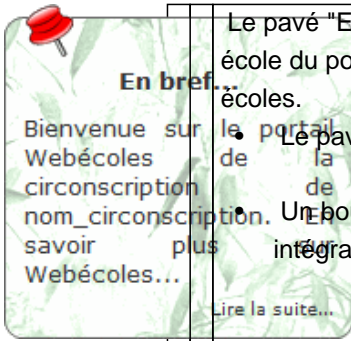 En bref...
Bienvenue sur le portail
Webécoles de la
circonscription de
nom_circonscription. En
savoir plus sur
Webécoles...
Lire la suite...
Le pavé "E
école du po
écoles.
• Le pav
• Un bo
intégra